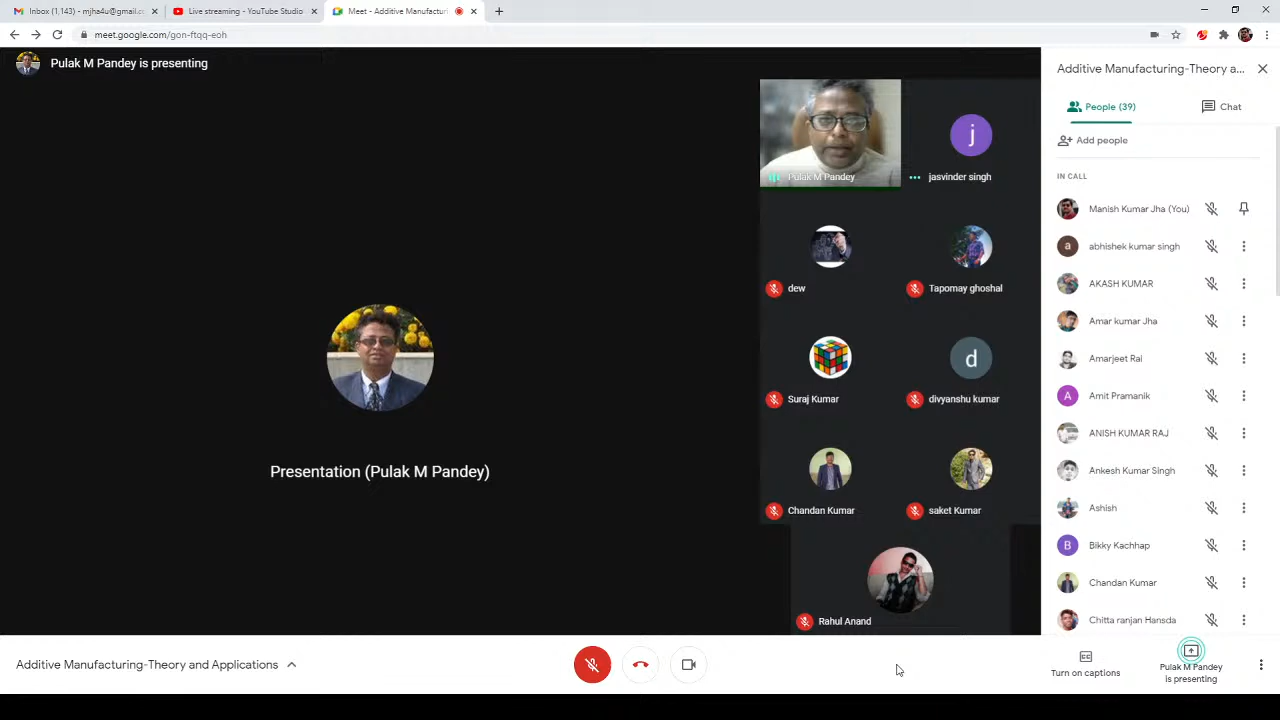 Inbox (1,143) - mjha4u@gmail.co
Live streaming - YouTube Studio
Meet - Additive Manufacturi
meet.google.com/gon-ftqq-eoh
Pulak M Pandey is presenting
Presentation (Pulak M Pandey)
Pulak M Pandey
j
jasvinder singh
dew
Tapomay ghoshal
Suraj Kumar
d
divyanshu kumar
Chandan Kumar
saket Kumar
Rahul Anand
Additive Manufacturing-Theory a...
People (39)
Chat
Add people
IN CALL
Manish Kumar Jha (You)
a
abhishek kumar singh
AKASH KUMAR
Amar kumar Jha
Amarjeet Rai
A
Amit Pramanik
ANISH KUMAR RAJ
Ankesh Kumar Singh
Ashish
B
Bikky Kachhap
Chandan Kumar
Chitta ranjan Hansda
Additive Manufacturing-Theory and Applications
CC
Turn on captions
Pulak M Pandey
is presenting